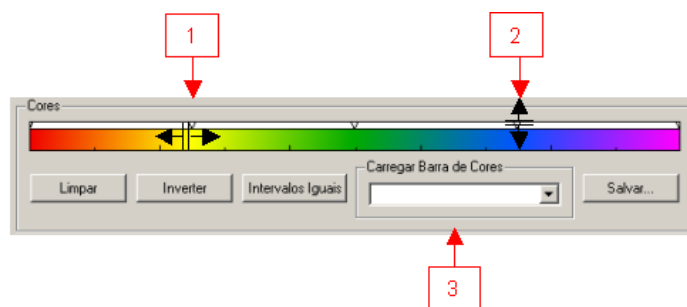 1 2
Cores
Limpar Inverter Intervalos Iguais Carregar Barra de Cores Salvar...
3